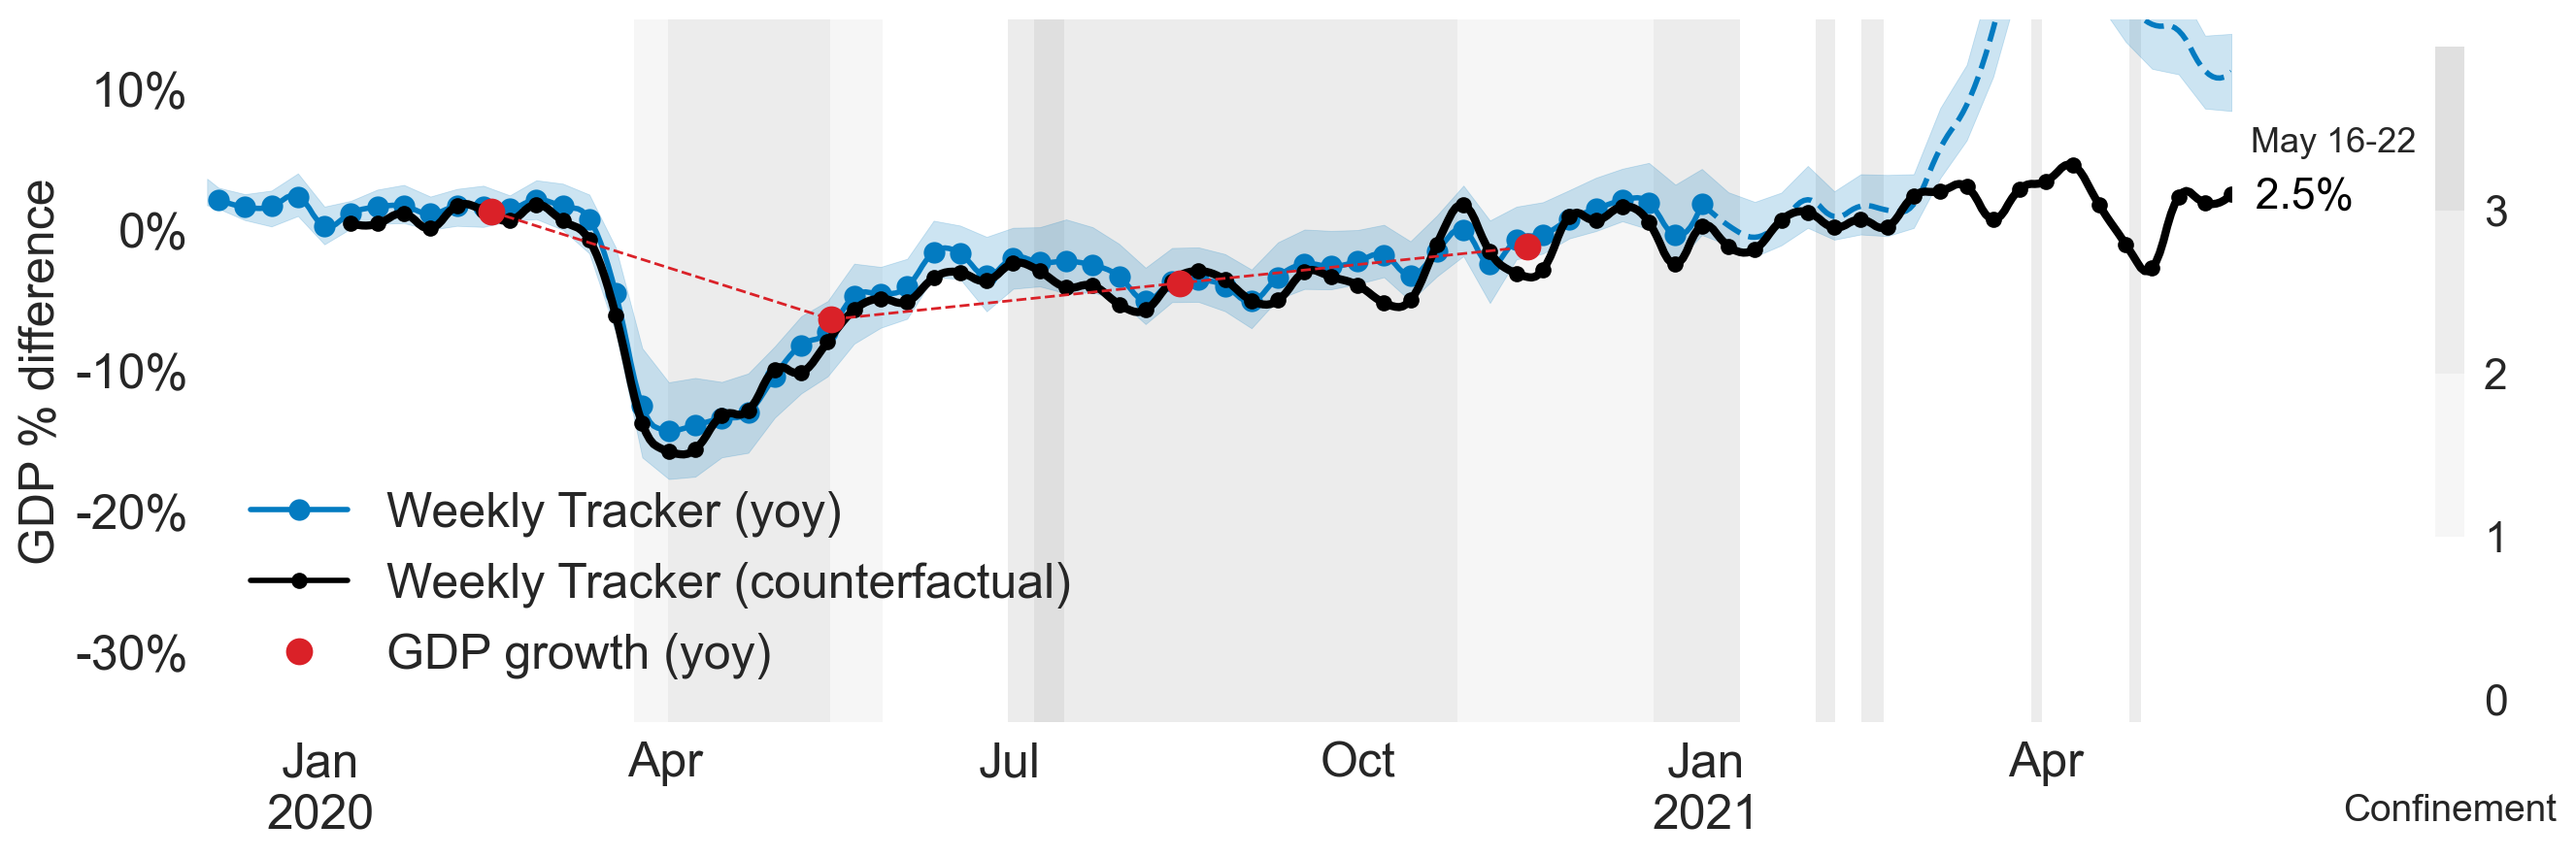 GDP % difference
10%
0%
-10%
-20%
-30%
Weekly Tracker (yoy)
Weekly Tracker (counterfactual)
GDP growth (yoy)
Jan
2020
Apr
Jul
Oct
Jan
2021
Apr
May 16-22
2.5%
3
2
1
0
Confinement